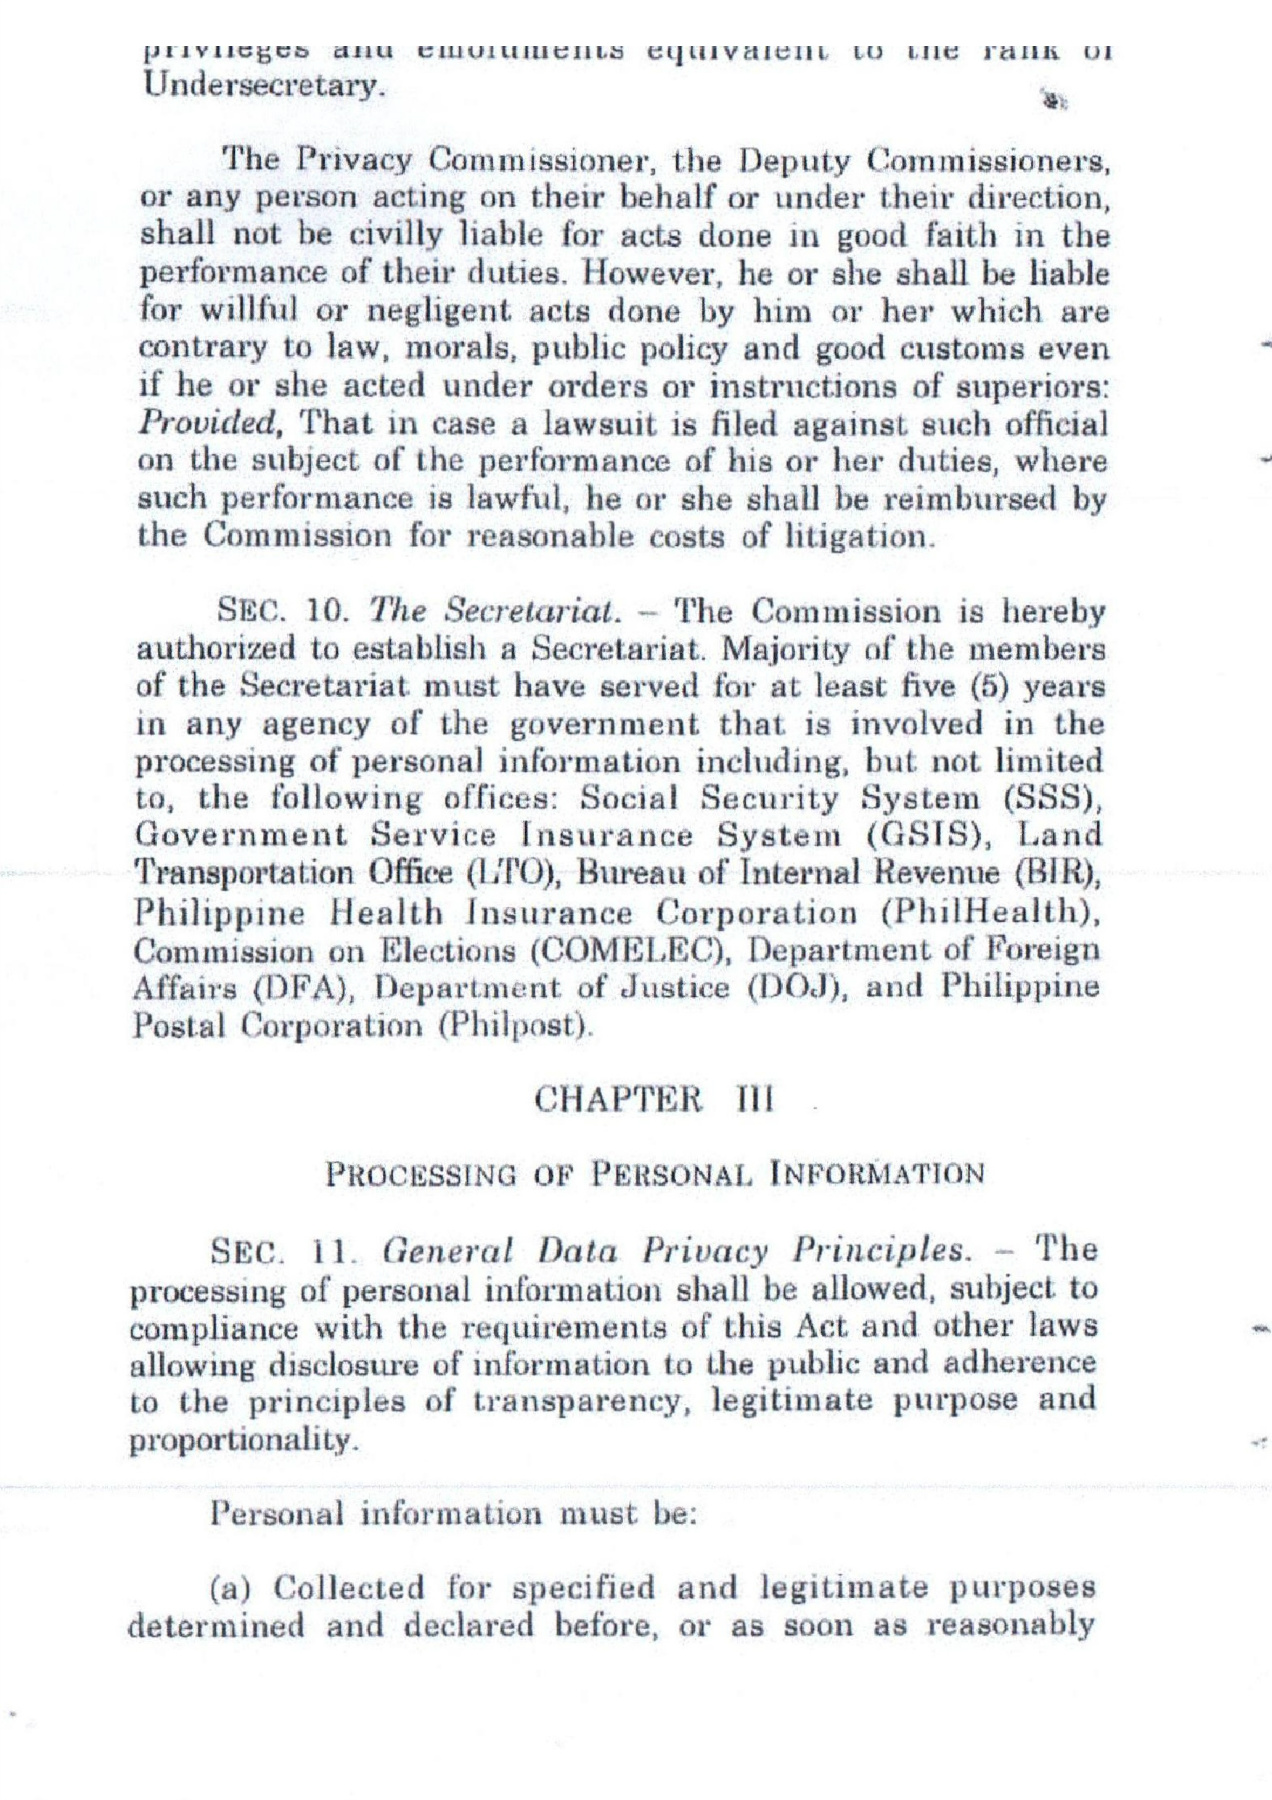 privileges and emoluments equivalent to the rank of
Undersecretary.
The Privacy Commissioner, the Deputy Commissioners,
or any person acting on their behalf or under their direction,
shall not be civilly liable for acts done in good faith in the
performance of their duties. However, he or she shall be liable
for willful or negligent acts done by him or her which are
contrary to law, morals, public policy and good customs even
if he or she acted under orders or instructions of superiors:
Provided, That in case a lawsuit is filed against such official
on the subject of the performance of his or her duties, where
such performance is lawful, he or she shall be reimbursed by
the Commission for reasonable costs of litigation.
SEC. 10. The Secretariat. – The Commission is hereby
authorized to establish a Secretariat. Majority of the members
of the Secretariat must have served for at least five (5) years
in any agency of the government that is involved in the
processing of personal information including, but not limited
to, the following offices: Social Security System (SSS),
Government Service Insurance System (GSIS), Land
Transportation Office (LTO), Bureau of Internal Revenue (BIR),
Philippine Health Insurance Corporation (PhilHealth),
Commission on Elections (COMELEC), Department of Foreign
Affairs (DFA), Department of Justice (DOJ), and Philippine
Postal Corporation (Philpost).
CHAPTER III
PROCESSING OF PERSONAL INFORMATION
SEC. 11. General Data Privacy Principles. – The
processing of personal information shall be allowed, subject to
compliance with the requirements of this Act and other laws
allowing disclosure of information to the public and adherence
to the principles of transparency, legitimate purpose and
proportionality.
Personal information must be:
(a) Collected for specified and legitimate purposes
determined and declared before, or as soon as reasonably